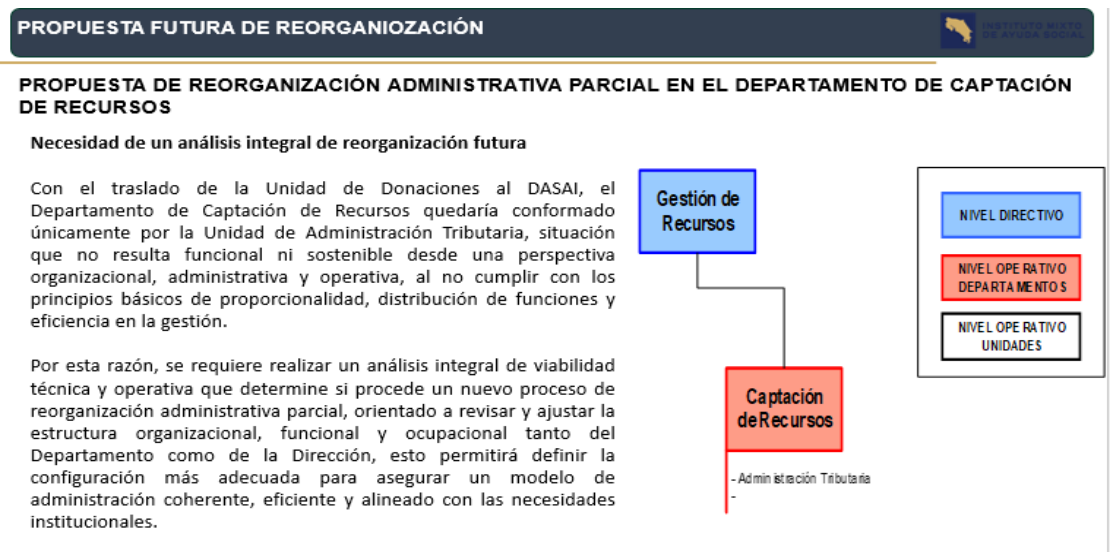 PROPUESTA FUTURA DE REORGANIOZACIÓN
INSTITUTO MIXTO
DE AYUDA SOCIAL
PROPUESTA DE REORGANIZACIÓN ADMINISTRATIVA PARCIAL EN EL DEPARTAMENTO DE CAPTACIÓN
DE RECURSOS
Necesidad de un análisis integral de reorganización futura
Con el traslado de la Unidad de Donaciones al DASAI, el
Departamento de Captación de Recursos quedaría conformado
únicamente por la Unidad de Administración Tributaria, situación
que no resulta funcional ni sostenible desde una perspectiva
organizacional, administrativa y operativa, al no cumplir con los
principios básicos de proporcionalidad, distribución de funciones y
eficiencia en la gestión.
Por esta razón, se requiere realizar un análisis integral de viabilidad
técnica y operativa que determine si procede un nuevo proceso de
reorganización administrativa parcial, orientado a revisar y ajustar la
estructura organizacional, funcional y ocupacional tanto del
Departamento como de la Dirección, esto permitirá definir la
configuración más adecuada para asegurar un modelo de
administración coherente, eficiente y alineado con las necesidades
institucionales.
Gestión de
Recursos
Captación
de Recursos
- Administración Tributaria
-
NIVEL DIRECTIVO
NIVEL OPERATIVO
DEPARTAMENTOS
NIVEL OPERATIVO
UNIDADES